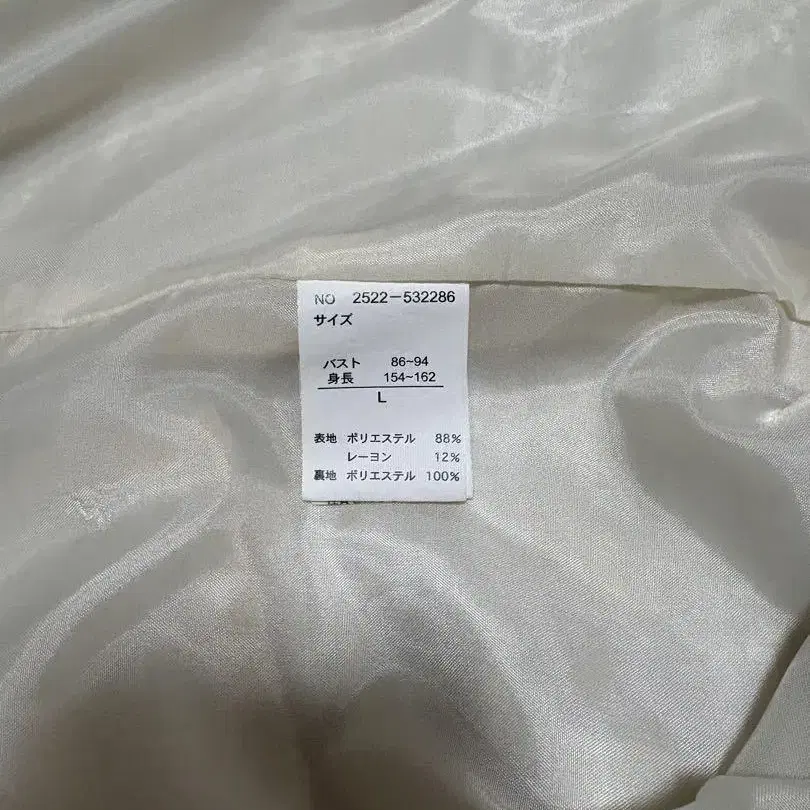 NO 2522-532286
サイズ
バスト 86~94
身長 154~162
L
表地 ポリエステル 88%
レーヨン 12%
裏地 ポリエステル 100%